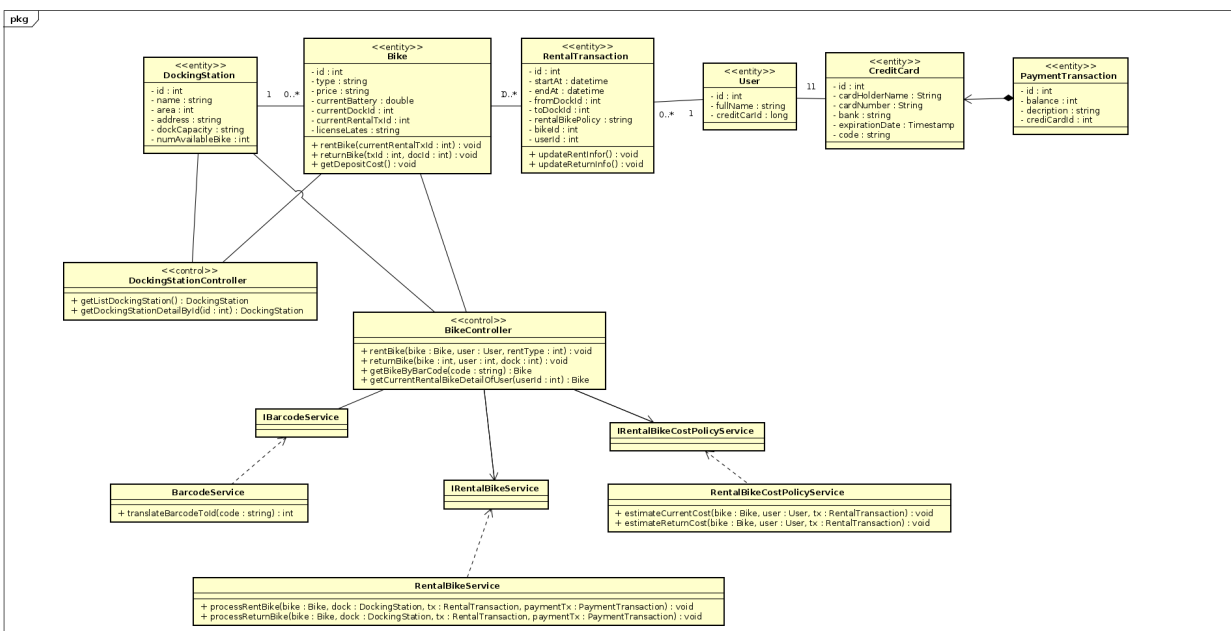 pkg
<<entity>>
DockingStation
- id : int
- name : string
- area : int
- address : string
- dockCapacity : string
- numAvailableBike : int
1
0..*
<<entity>>
Bike
- id : int
- type : string
- price : string
- currentBattery : double
- currentDockId : int
- currentRentalTxId : int
- licenseLates : string
+ rentBike(currentRentalTxId : int) : void
+ returnBike(txId : int, docId : int) : void
+ getDepositCost() : void
0..*
<<entity>>
RentalTransaction
- id : int
- startAt : datetime
- endAt : datetime
- fromDockId : int
- toDockId : int
- rentalBikePolicy : string
- bikeId : int
- userId : int
+ updateRentInfor() : void
+ updateReturnInfo() : void
0..*
1
<<entity>>
User
- id : int
- fullName : string
- creditCarId : long
11
<<entity>>
CreditCard
- id : int
- cardHolderName : String
- cardNumber : String
- bank : string
- expirationDate : Timestamp
- code : string
<<entity>>
PaymentTransaction
- id : int
- balance : int
- decription : string
- crediCardId : int
<<control>>
DockingStationController
+ getListDockingStation() : DockingStation
+ getDockingStationDetailById(id : int) : DockingStation
<<control>>
BikeController
+ rentBike(bike : Bike, user : User, rentType : int) : void
+ returnBike(bike : int, user : int, dock : int) : void
+ getBikeByBarCode(code : string) : Bike
+ getCurrentRentalBikeDetailOfUser(userId : int) : Bike
IBarcodeService
IRentalBikeCostPolicyService
IRentalBikeService
BarcodeService
+ translateBarcodeToId(code : string) : int
RentalBikeCostPolicyService
+ estimateCurrentCost(bike : Bike, user : User, tx : RentalTransaction) : void
+ estimateReturnCost(bike : Bike, user : User, tx : RentalTransaction) : void
RentalBikeService
+ processRentBike(bike : Bike, dock : DockingStation, tx : RentalTransaction, paymentTx : PaymentTransaction) : void
+ processReturnBike(bike : Bike, dock : DockingStation, tx : RentalTransaction, paymentTx : PaymentTransaction) : void